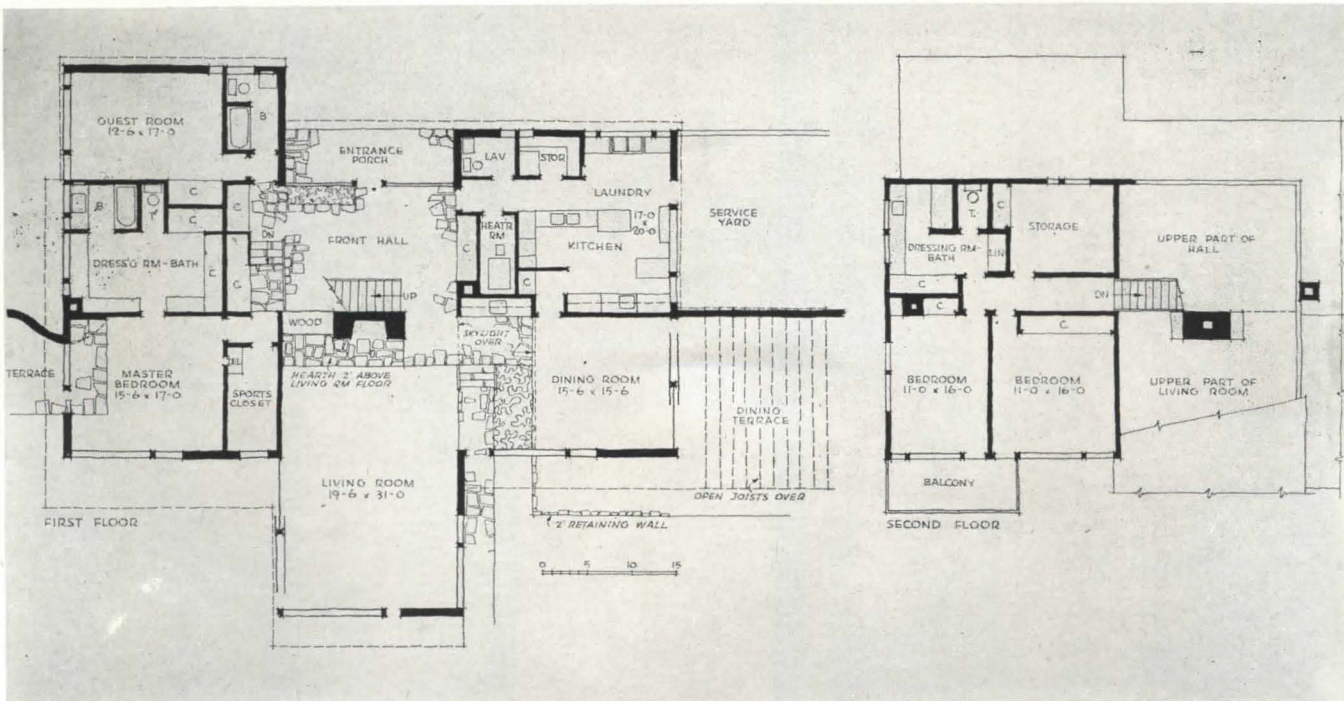 GUEST ROOM
12-6 x 17-0
B.
ENTRANCE
PORCH
LAV
STOR
LAUNDRY
17-0
x
20-0
KITCHEN
HEAT'R
RM
C
C
SERVICE
YARD
C.
C.
C
C
C
B.
T.
DRESS'G RM-BATH
FRONT HALL
UP
WOOD
SKYLIGHT
OVER
HEARTH 2' ABOVE
LIVING RM FLOOR
TERRACE
MASTER
BEDROOM
15-6 x 17-0
SPORTS
CLOSET
DINING ROOM
15-6 x 15-6
DINING
TERRACE
LIVING ROOM
19-6 x 31-0
OPEN JOISTS OVER
2' RETAINING WALL
FIRST FLOOR
0 5 10 15
T.
C
STORAGE
UPPER PART OF
HALL
DRESSING RM-
BATH
LIN
C
C
DN
C.
BEDROOM
11-0 x 16-0
BEDROOM
11-0 x 16-0
UPPER PART OF
LIVING ROOM
BALCONY
SECOND FLOOR